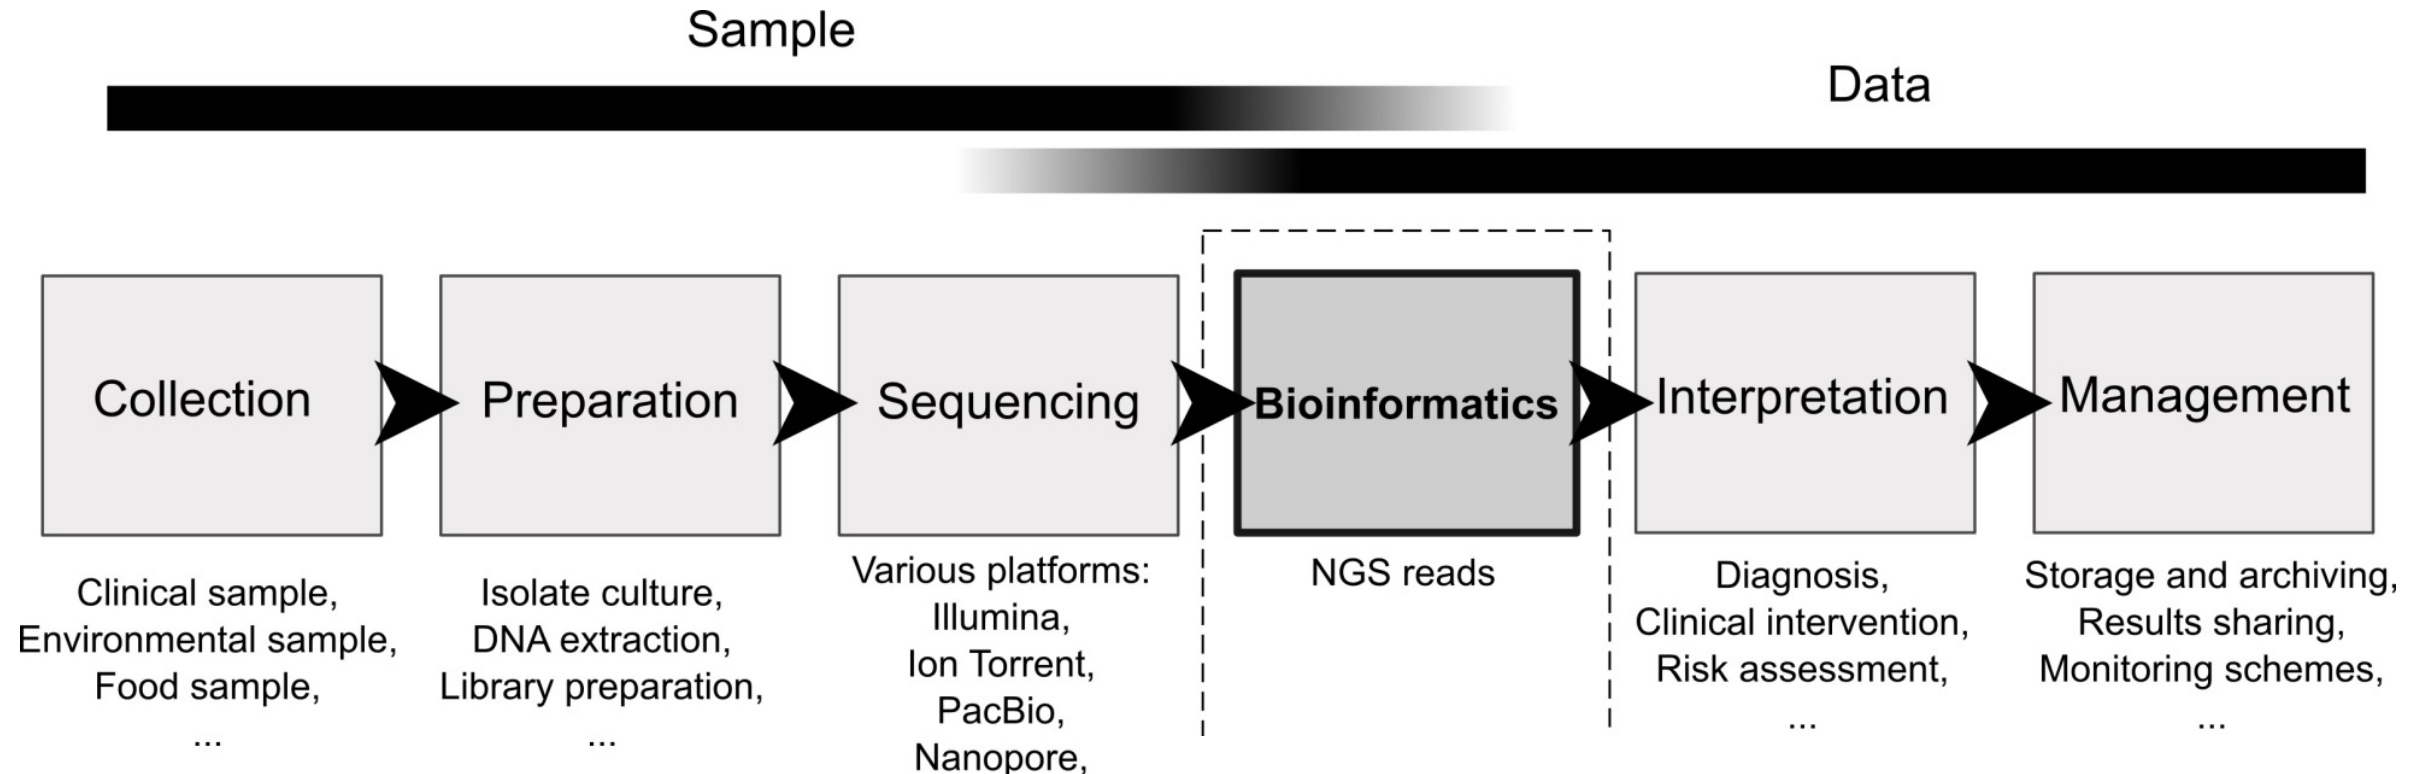 Sample
Data
Collection
Preparation
Sequencing
Bioinformatics
Interpretation
Management
Clinical sample,
Environmental sample,
Food sample,
...
Isolate culture,
DNA extraction,
Library preparation,
...
Various platforms:
Illumina,
Ion Torrent,
PacBio,
Nanopore,
NGS reads
Diagnosis,
Clinical intervention,
Risk assessment,
...
Storage and archiving,
Results sharing,
Monitoring schemes,
...